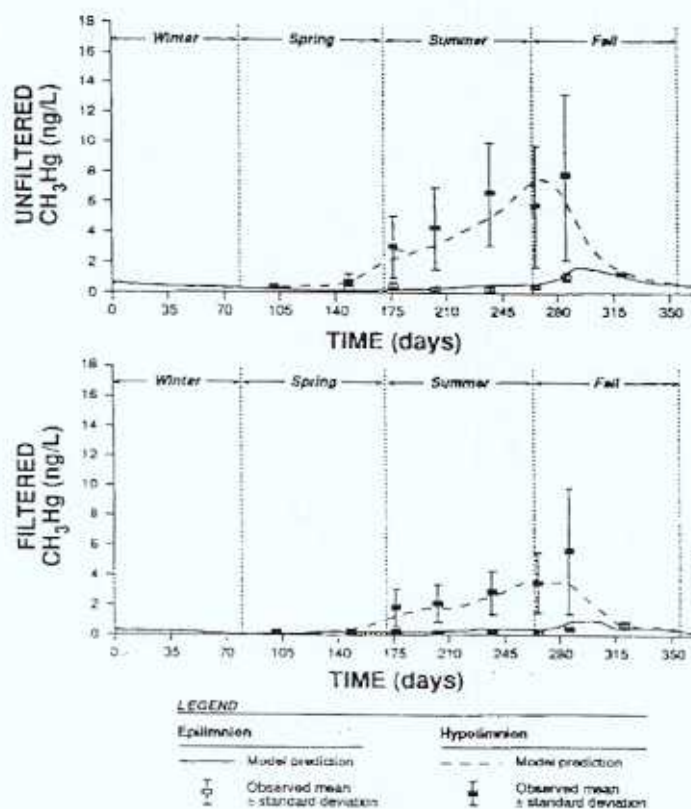 18
16
14
12
10
8
6
4
2
0
UNFILTERED
CH₃Hg (ng/L)
Winter Spring Summer Fall
0 35 70 105 140 175 210 245 280 315 350
TIME (days)
18
16
14
12
10
8
6
4
2
0
FILTERED
CH₃Hg (ng/L)
Winter Spring Summer Fall
0 35 70 105 140 175 210 245 280 315 350
TIME (days)
LEGEND
Epilimnion Hypolimnion
Model prediction Model prediction
Observed mean Observed mean
± standard deviation ± standard deviation